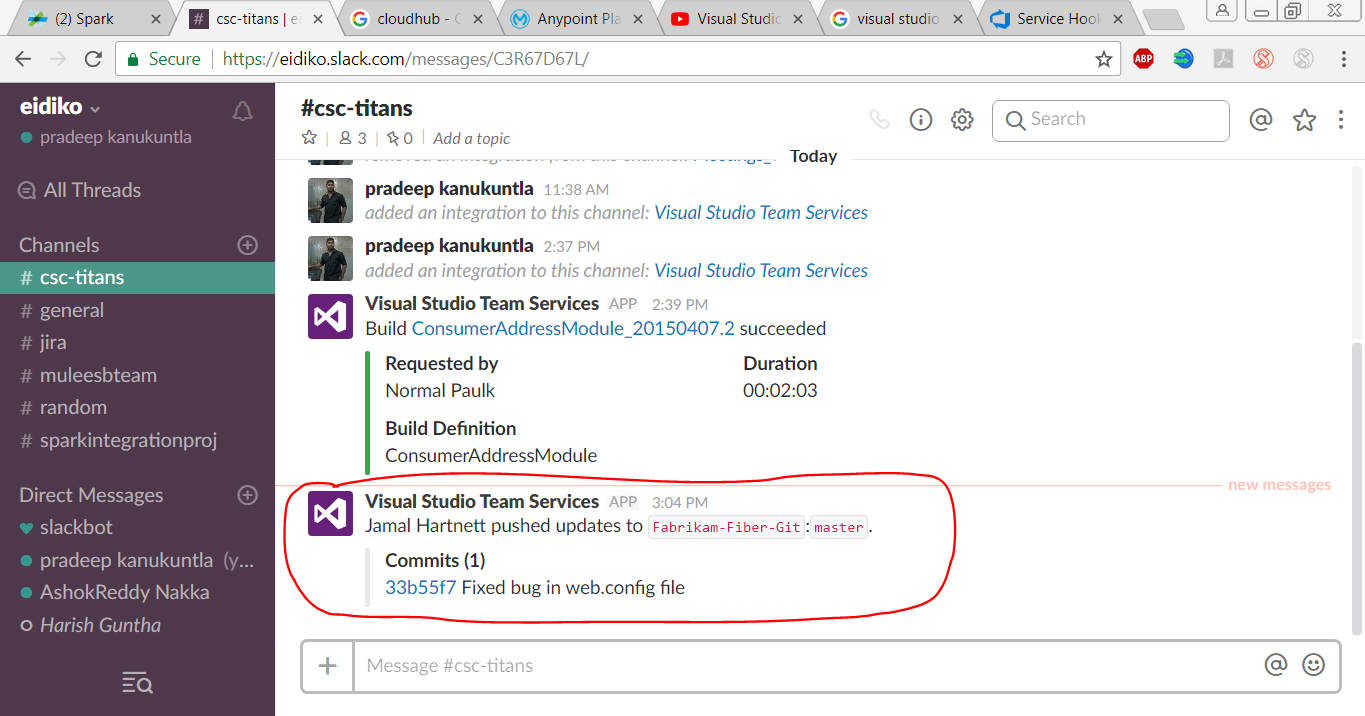 (2) Spark
csc-titans | ei
cloudhub - G
Anypoint Pla
Visual Studio
visual studio
Service Hook
Secure
https://eidiko.slack.com/messages/C3R67D67L/
ABP
eidiko
pradeep kanukuntla
All Threads
Channels
# csc-titans
# general
# jira
# muleesbteam
# random
# sparkintegrationproj
Direct Messages
slackbot
pradeep kanukuntla (y...
AshokReddy Nakka
Harish Guntha
#csc-titans
3 | 0 | Add a topic
Search
Today
pradeep kanukuntla 11:38 AM
added an integration to this channel: Visual Studio Team Services
pradeep kanukuntla 2:37 PM
added an integration to this channel: Visual Studio Team Services
Visual Studio Team Services APP 2:39 PM
Build ConsumerAddressModule_20150407.2 succeeded
Requested by Duration
Normal Paulk 00:02:03
Build Definition
ConsumerAddressModule
new messages
Visual Studio Team Services APP 3:04 PM
Jamal Hartnett pushed updates to Fabrikam-Fiber-Git:master.
Commits (1)
33b55f7 Fixed bug in web.config file
Message #csc-titans